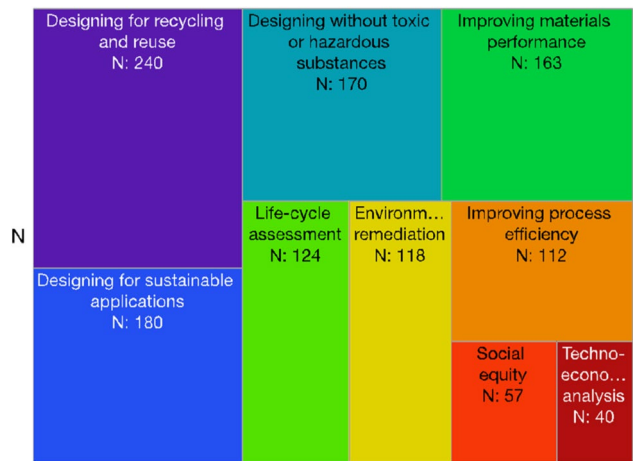 Designing for recycling
and reuse
N: 240
Designing without toxic
or hazardous
substances
N: 170
Improving materials
performance
N: 163
N
Life-cycle
assessment
N: 124
Environm...
remediation
N: 118
Improving process
efficiency
N: 112
Designing for sustainable
applications
N: 180
Social
equity
N: 57
Techno-
econo...
analysis
N: 40